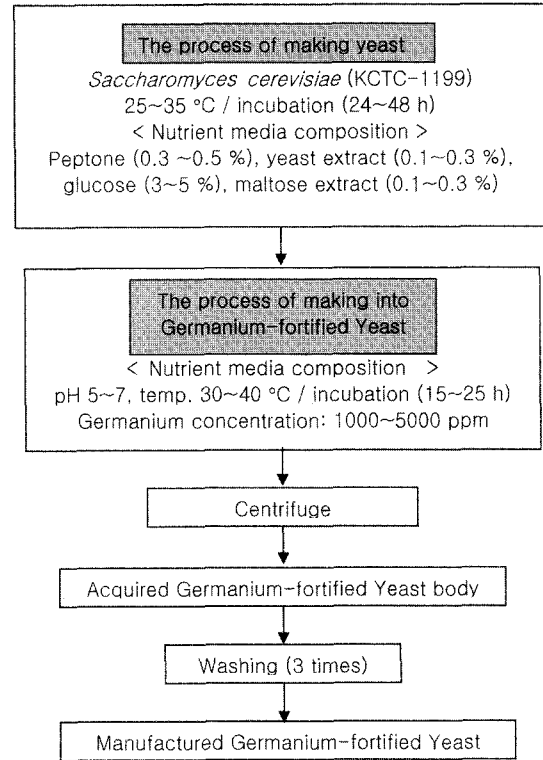 The process of making yeast
Saccharomyces cerevisiae (KCTC-1199)
25~35 °C / incubation (24~48 h)
< Nutrient media composition >
Peptone (0.3 ~0.5 %), yeast extract (0.1~0.3 %),
glucose (3~5 %), maltose extract (0.1~0.3 %)
The process of making into
Germanium-fortified Yeast
< Nutrient media composition >
pH 5~7, temp. 30~40 °C / incubation (15~25 h)
Germanium concentration: 1000~5000 ppm
Centrifuge
Acquired Germanium-fortified Yeast body
Washing (3 times)
Manufactured Germanium-fortified Yeast